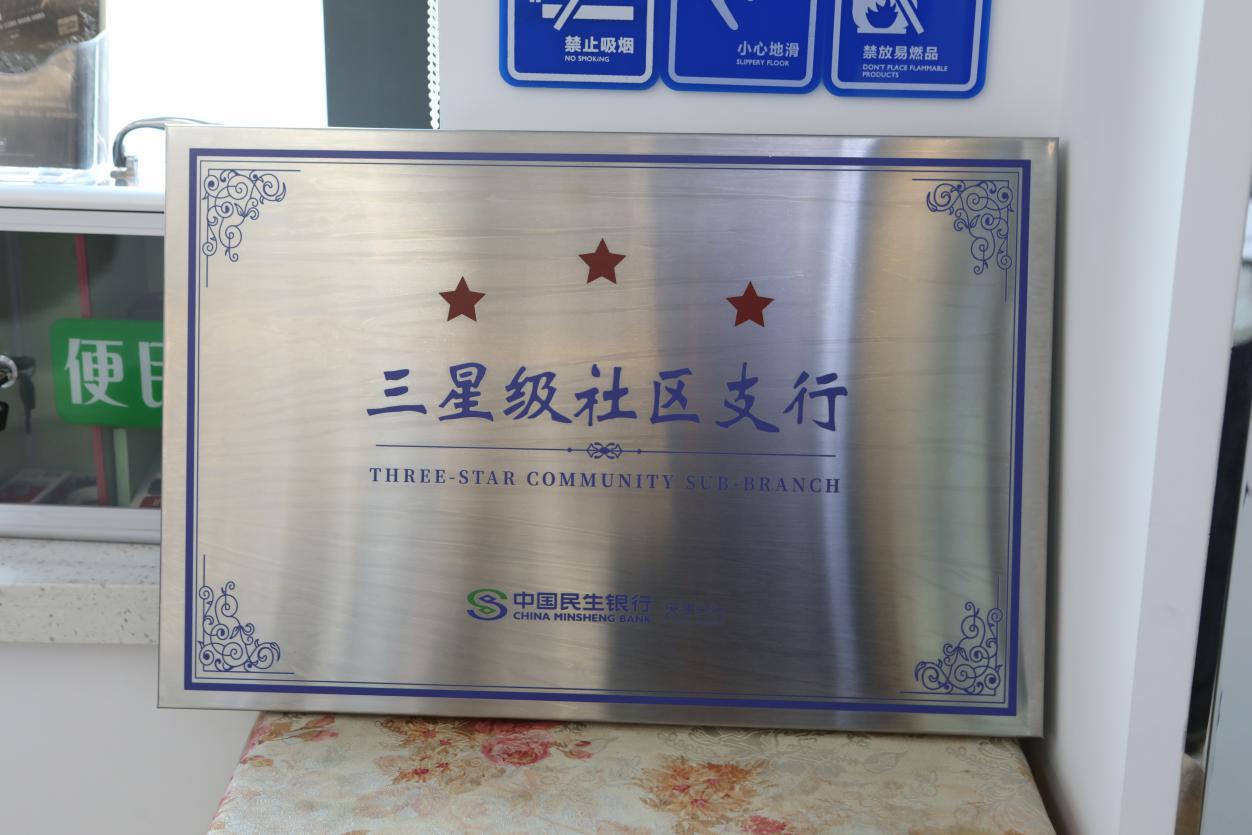 禁止吸烟
NO SMOKING
小心地滑
SLIPPERY FLOOR
禁放易燃品
DON'T PLACE FLAMMABLE
PRODUCTS
便民
三星级社区支行
THREE-STAR COMMUNITY SUB-BRANCH
中国民生银行
CHINA MINSHENG BANK